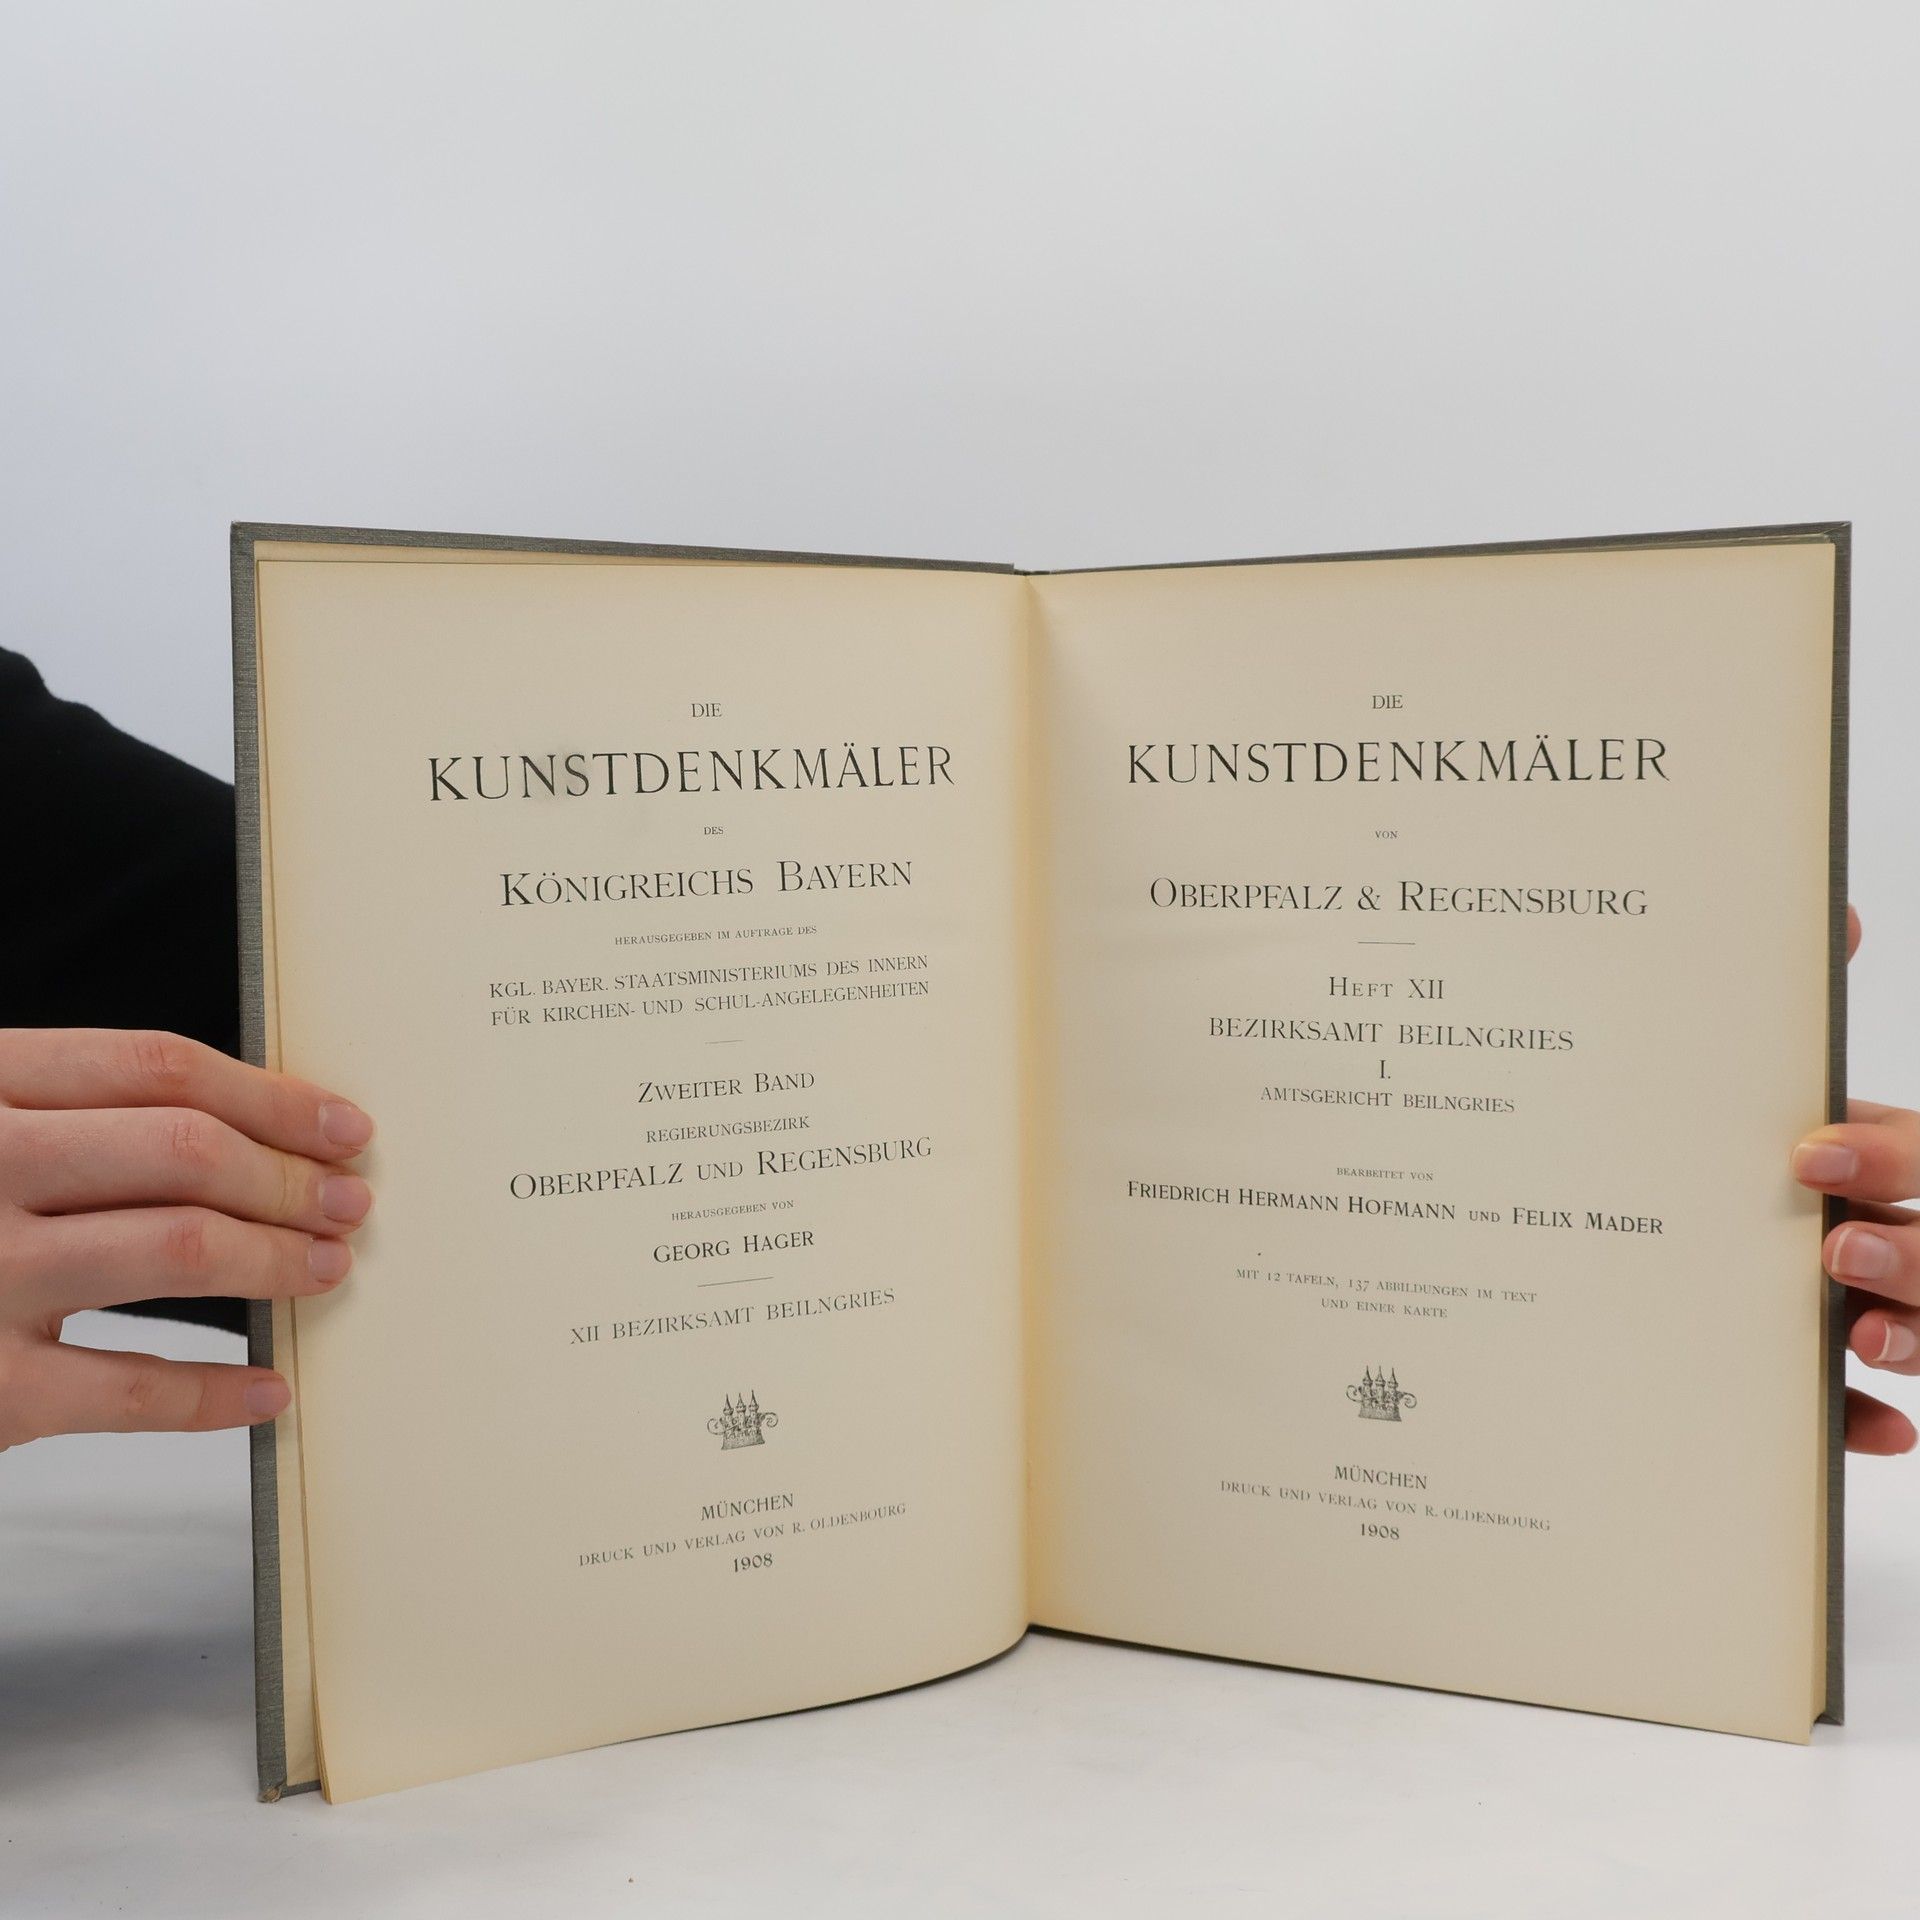 DIE
KUNSTDENKMÄLER
DES
KÖNIGREICHS BAYERN
HERAUSGEGEBEN IM AUFTRAGE DES
KGL. BAYER. STAATSMINISTERIUMS DES INNERN
FÜR KIRCHEN- UND SCHUL-ANGELEGENHEITEN
ZWEITER BAND
REGIERUNGSBEZIRK
OBERPFALZ UND REGENSBURG
HERAUSGEGEBEN VON
GEORG HAGER
XII BEZIRKSAMT BEILNGRIES
MÜNCHEN
DRUCK UND VERLAG VON R. OLDENBOURG
1908
DIE
KUNSTDENKMÄLER
VON
OBERPFALZ & REGENSBURG
HEFT XII
BEZIRKSAMT BEILNGRIES
I.
AMTSGERICHT BEILNGRIES
BEARBEITET VON
FRIEDRICH HERMANN HOFMANN UND FELIX MADER
MIT 12 TAFELN, 137 ABBILDUNGEN IM TEXT
UND EINER KARTE
MÜNCHEN
DRUCK UND VERLAG VON R. OLDENBOURG
1908